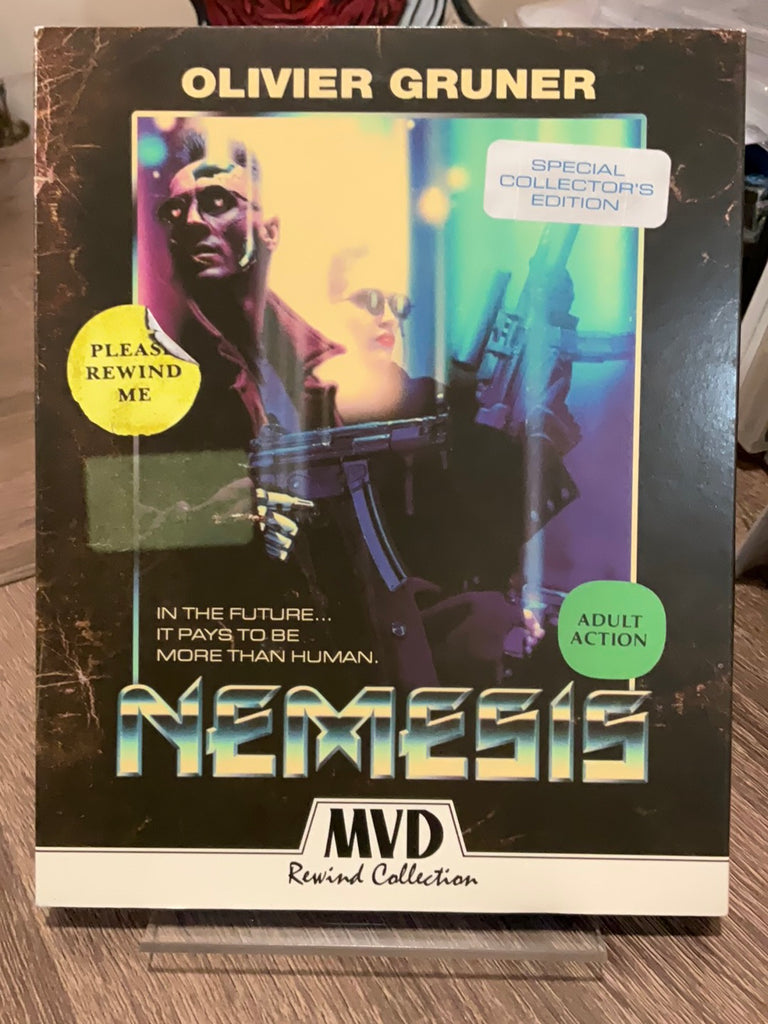 OLIVIER GRUNER
SPECIAL
COLLECTOR'S
EDITION
PLEAS
REWIND
ME
IN THE FUTURE...
IT PAYS TO BE
MORE THAN HUMAN.
ADULT
ACTION
NEMESIS
MVD
Rewind Collection